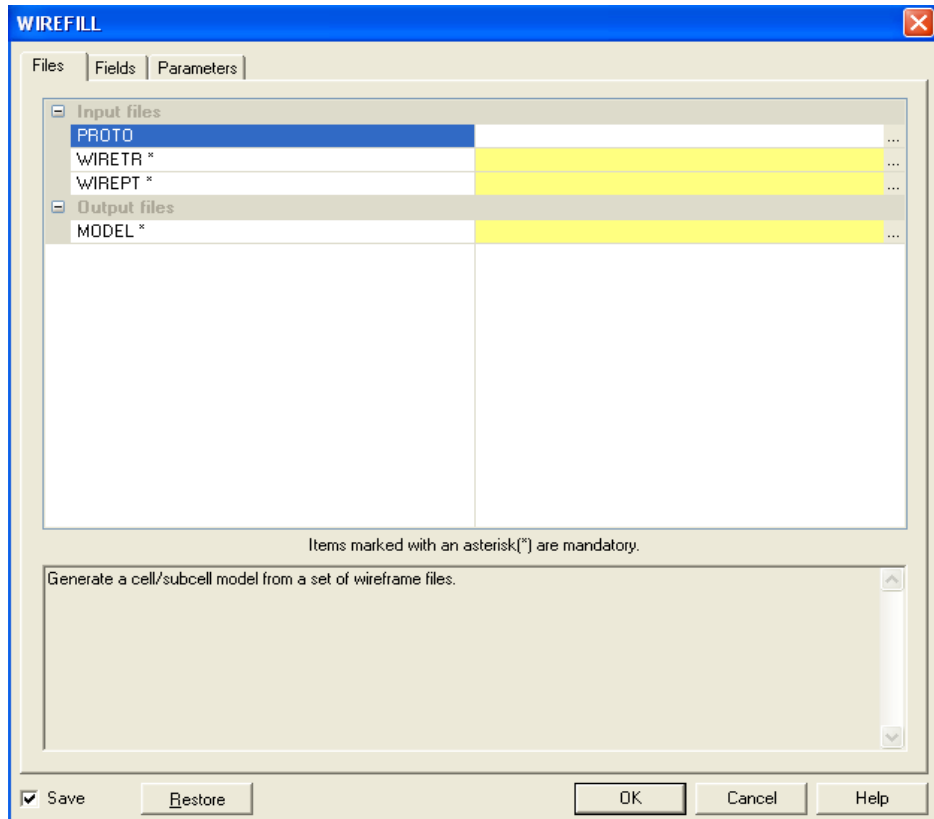 WIREFILL
Files Fields Parameters
Input files
PROTO ...
WIRETR * ...
WIREPT * ...
Output files
MODEL * ...
Items marked with an asterisk(*) are mandatory.
Generate a cell/subcell model from a set of wireframe files.
Save Restore OK Cancel Help